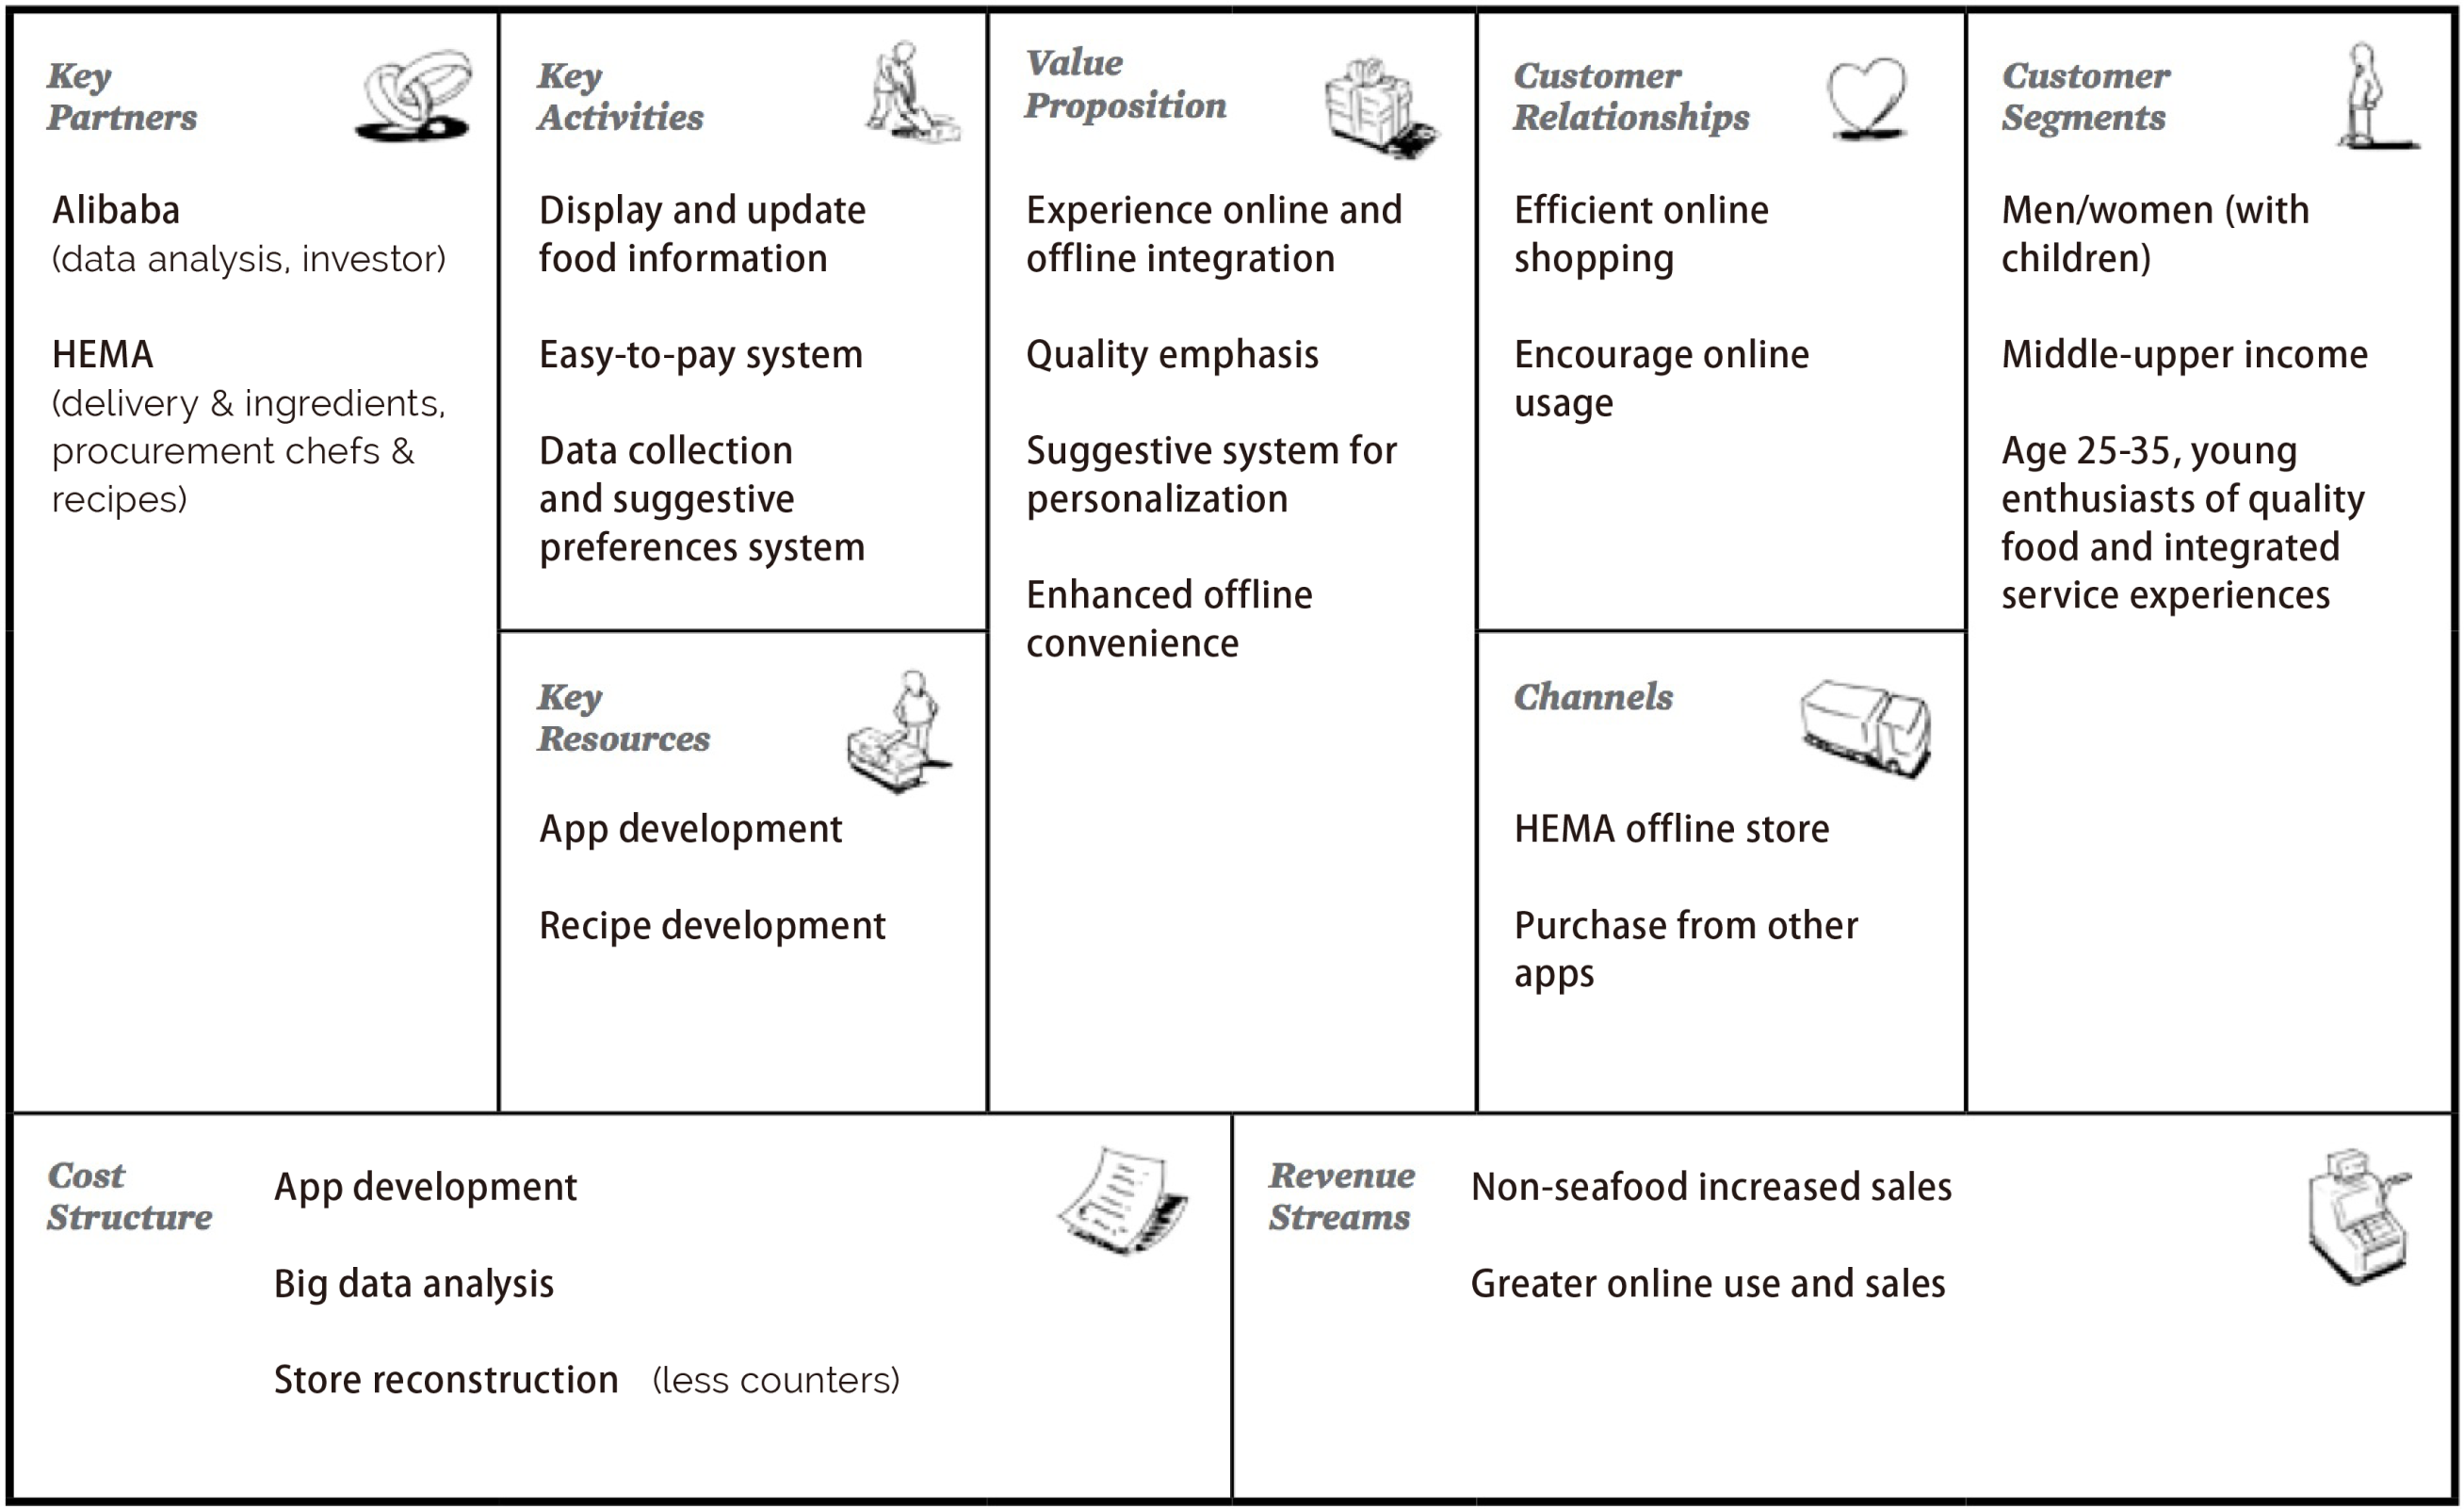 Key
Partners
Alibaba
(data analysis, investor)
HEMA
(delivery & ingredients,
procurement chefs &
recipes)
Key
Activities
Display and update
food information
Easy-to-pay system
Data collection
and suggestive
preferences system
Key
Resources
App development
Recipe development
Value
Proposition
Experience online and
offline integration
Quality emphasis
Suggestive system for
personalization
Enhanced offline
convenience
Customer
Relationships
Efficient online
shopping
Encourage online
usage
Channels
HEMA offline store
Purchase from other
apps
Customer
Segments
Men/women (with
children)
Middle-upper income
Age 25-35, young
enthusiasts of quality
food and integrated
service experiences
Cost
Structure
App development
Big data analysis
Store reconstruction (less counters)
Revenue
Streams
Non-seafood increased sales
Greater online use and sales